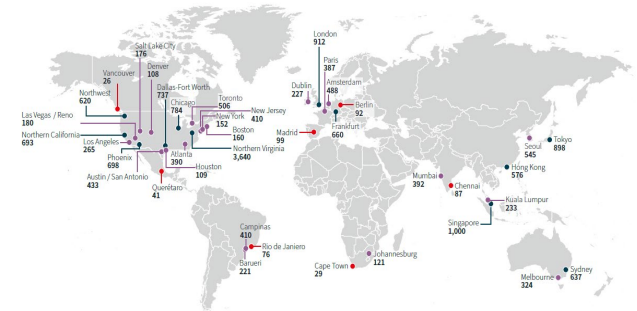 London
912
Salt Lake City
176
Paris
387
Denver
108
Vancouver
26
Amsterdam
488
Dallas-Fort Worth
737
Dublin
227
Northwest
620
Toronto
506
Chicago
784
Berlin
92
New Jersey
410
Las Vegas / Reno
180
New York
152
Frankfurt
660
Boston
160
Madrid
99
Northern California
693
Los Angeles
265
Tokyo
898
Seoul
545
Northern Virginia
3,640
Atlanta
390
Phoenix
698
Houston
109
Hong Kong
576
Mumbai
392
Austin / San Antonio
433
Chennai
87
Querétaro
41
Kuala Lumpur
233
Singapore
1,000
Campinas
410
Rio de Janiero
76
Johannesburg
121
Barueri
221
Cape Town
29
Sydney
637
Melbourne
324